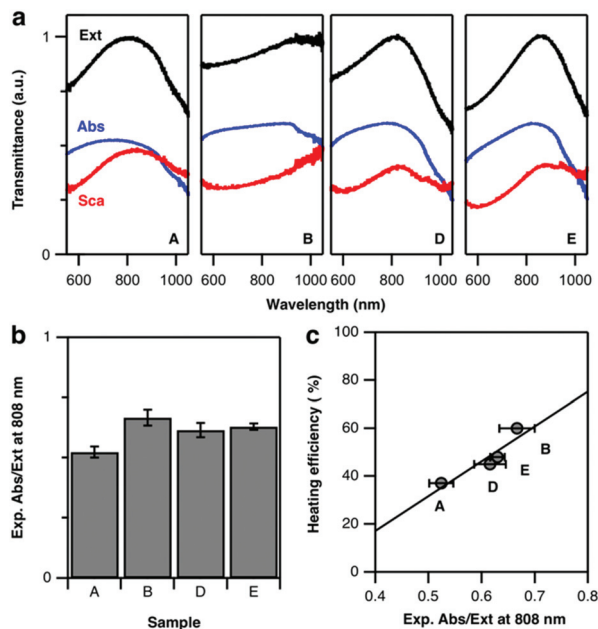 a
1
Transmittance (a.u.)
Ext
Abs
Sca
0
A
B
D
E
600 800 1000
600 800 1000
600 800 1000
600 800 1000
Wavelength (nm)
b
1
Exp. Abs/Ext at 808 nm
0
A B D E
Sample
c
100
80
60
40
20
0
Heating efficiency (%)
B
E
D
A
0.4 0.5 0.6 0.7 0.8
Exp. Abs/Ext at 808 nm